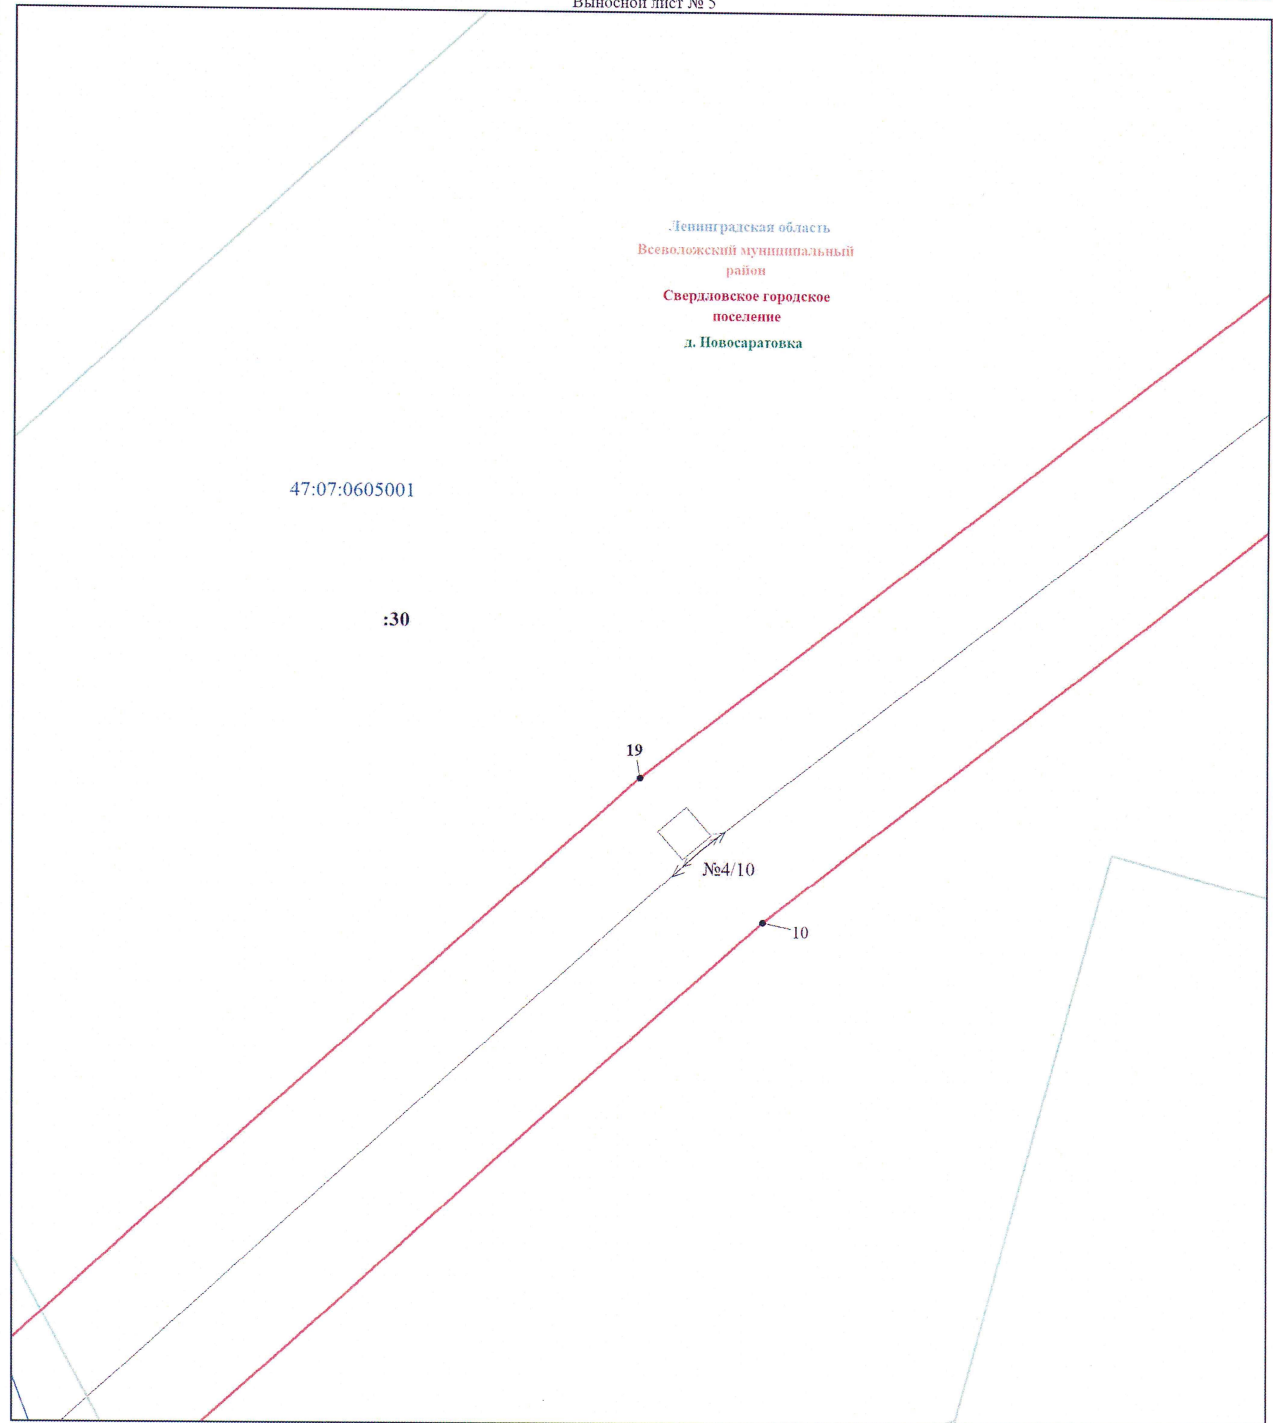 Выносной лист № 5
Ленинградская область
Всеволожский муниципальный
район
Свердловское городское
поселение
д. Новосаратовка
47:07:0605001
:30
19
№4/10
10